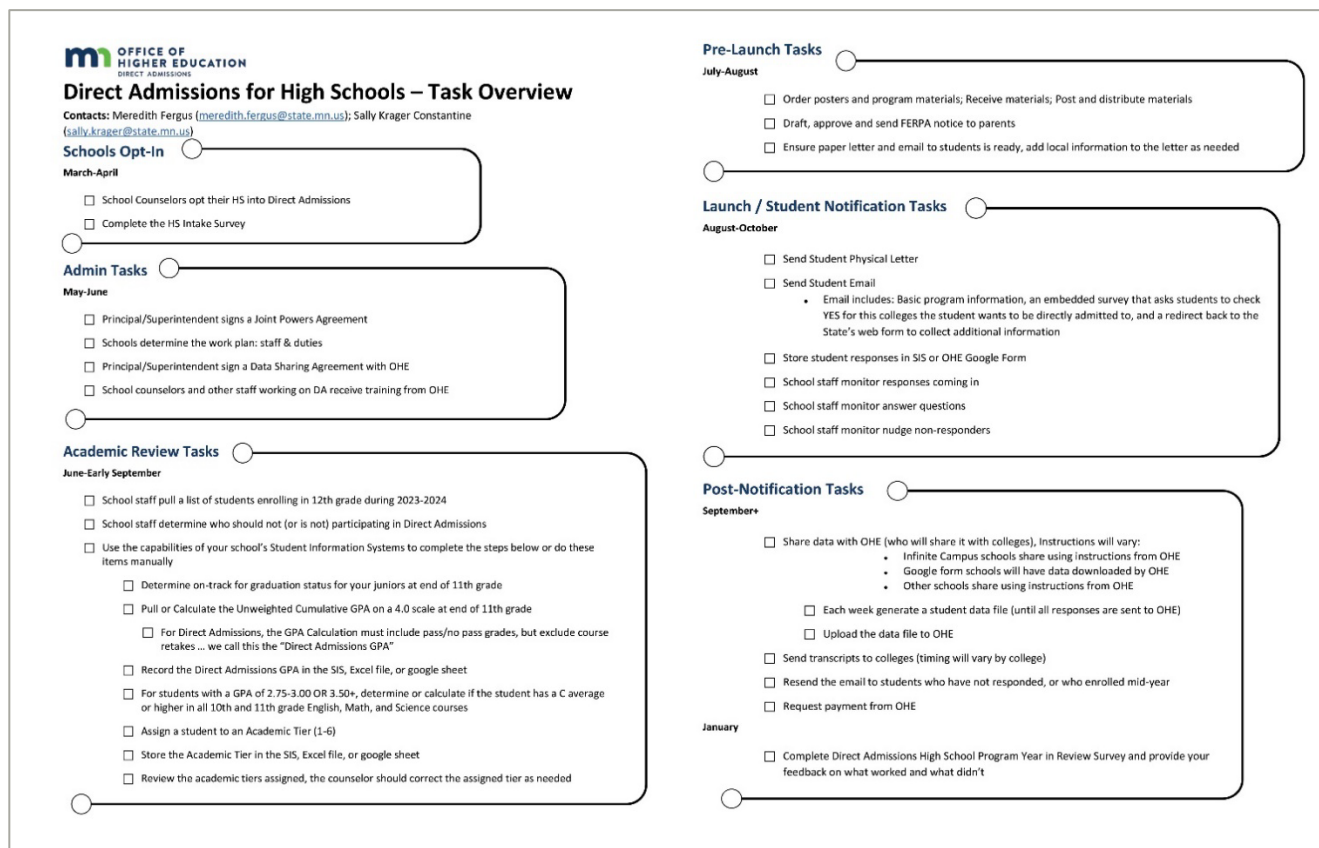 mn OFFICE OF
HIGHER EDUCATION
DIRECT ADMISSIONS
Direct Admissions for High Schools – Task Overview
Contacts: Meredith Fergus (meredith.fergus@state.mn.us); Sally Krager Constantine
(sally.krager@state.mn.us)
Schools Opt-In
March-April
School Counselors opt their HS into Direct Admissions
Complete the HS Intake Survey
Admin Tasks
May-June
Principal/Superintendent signs a Joint Powers Agreement
Schools determine the work plan: staff & duties
Principal/Superintendent sign a Data Sharing Agreement with OHE
School counselors and other staff working on DA receive training from OHE
Academic Review Tasks
June-Early September
School staff pull a list of students enrolling in 12th grade during 2023-2024
School staff determine who should not (or is not) participating in Direct Admissions
Use the capabilities of your school's Student Information Systems to complete the steps below or do these
items manually
Determine on-track for graduation status for your juniors at end of 11th grade
Pull or Calculate the Unweighted Cumulative GPA on a 4.0 scale at end of 11th grade
For Direct Admissions, the GPA Calculation must include pass/no pass grades, but exclude course
retakes … we call this the "Direct Admissions GPA"
Record the Direct Admissions GPA in the SIS, Excel file, or google sheet
For students with a GPA of 2.75-3.00 OR 3.50+, determine or calculate if the student has a C average
or higher in all 10th and 11th grade English, Math, and Science courses
Assign a student to an Academic Tier (1-6)
Store the Academic Tier in the SIS, Excel file, or google sheet
Review the academic tiers assigned, the counselor should correct the assigned tier as needed
Pre-Launch Tasks
July-August
Order posters and program materials; Receive materials; Post and distribute materials
Draft, approve and send FERPA notice to parents
Ensure paper letter and email to students is ready, add local information to the letter as needed
Launch / Student Notification Tasks
August-October
Send Student Physical Letter
Send Student Email
• Email includes: Basic program information, an embedded survey that asks students to check
YES for this colleges the student wants to be directly admitted to, and a redirect back to the
State's web form to collect additional information
Store student responses in SIS or OHE Google Form
School staff monitor responses coming in
School staff monitor answer questions
School staff monitor nudge non-responders
Post-Notification Tasks
September+
Share data with OHE (who will share it with colleges), Instructions will vary:
• Infinite Campus schools share using instructions from OHE
• Google form schools will have data downloaded by OHE
• Other schools share using instructions from OHE
Each week generate a student data file (until all responses are sent to OHE)
Upload the data file to OHE
Send transcripts to colleges (timing will vary by college)
Resend the email to students who have not responded, or who enrolled mid-year
Request payment from OHE
January
Complete Direct Admissions High School Program Year in Review Survey and provide your
feedback on what worked and what didn't